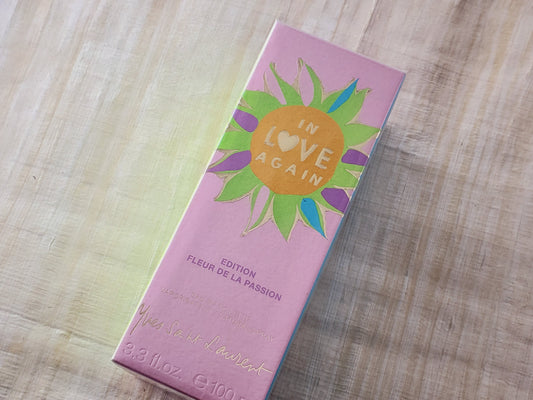 IN
LOVE
AGAIN
EDITION
FLEUR DE LA PASSION
Yves Saint Laurent
3.3 fl.oz. ℮ 100